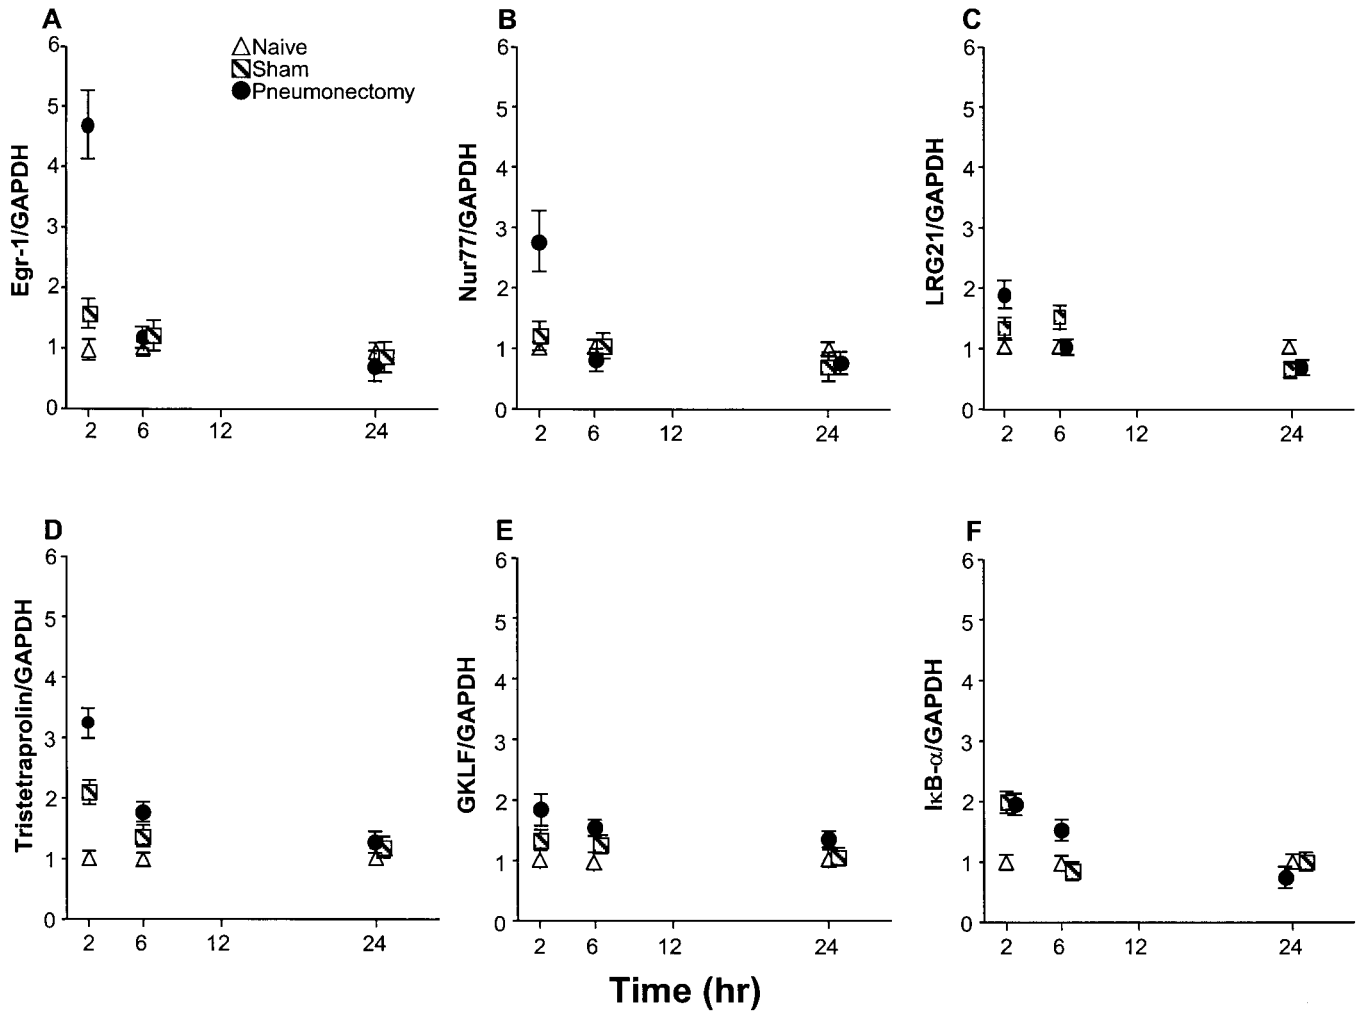 A
Naive
Sham
Pneumonectomy
Egr-1/GAPDH
6
5
4
3
2
1
0
2 6 12 24
B
Nur77/GAPDH
6
5
4
3
2
1
0
2 6 12 24
C
LRG21/GAPDH
6
5
4
3
2
1
0
2 6 12 24
D
Tristetraprolin/GAPDH
6
5
4
3
2
1
0
2 6 12 24
E
GKLF/GAPDH
6
5
4
3
2
1
0
2 6 12 24
F
IκB-α/GAPDH
6
5
4
3
2
1
0
2 6 12 24
Time (hr)